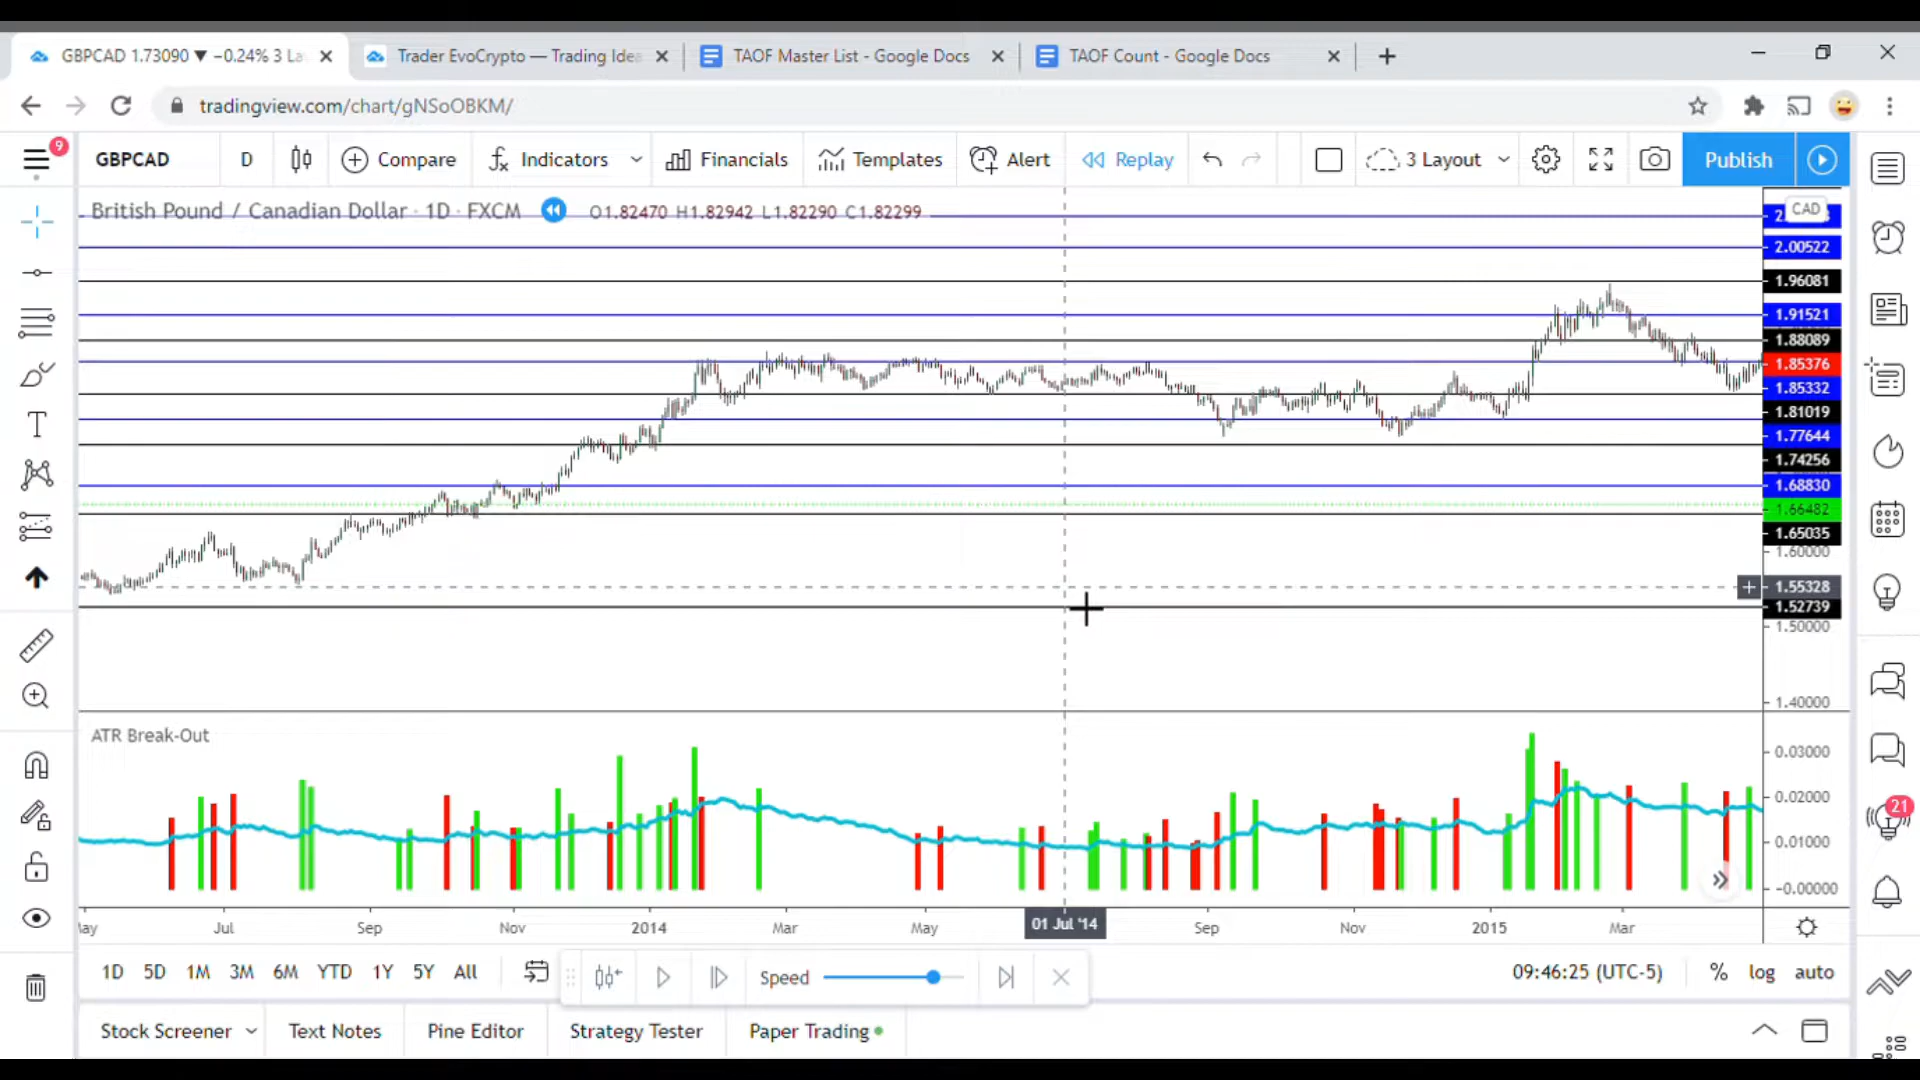 GBPCAD 1.73090 ▼ −0.24% 3 La
Trader EvoCrypto — Trading Idea
TAOF Master List - Google Docs
TAOF Count - Google Docs
tradingview.com/chart/gNSoOBKM/
9
GBPCAD
D
Compare
Indicators
Financials
Templates
Alert
Replay
3 Layout
Publish
British Pound / Canadian Dollar · 1D · FXCM
O1.82470 H1.82942 L1.82290 C1.82299
CAD
2.00522
1.96081
1.91521
1.88089
1.85376
1.85332
1.81019
1.77644
1.74256
1.68830
1.66482
1.65035
1.60000
1.55328
1.52739
1.50000
1.40000
ATR Break-Out
0.03000
0.02000
0.01000
-0.00000
21
Jul
Sep
Nov
2014
Mar
May
01 Jul '14
Sep
Nov
2015
Mar
1D 5D 1M 3M 6M YTD 1Y 5Y All
Speed
09:46:25 (UTC-5)
% log auto
Stock Screener
Text Notes
Pine Editor
Strategy Tester
Paper Trading